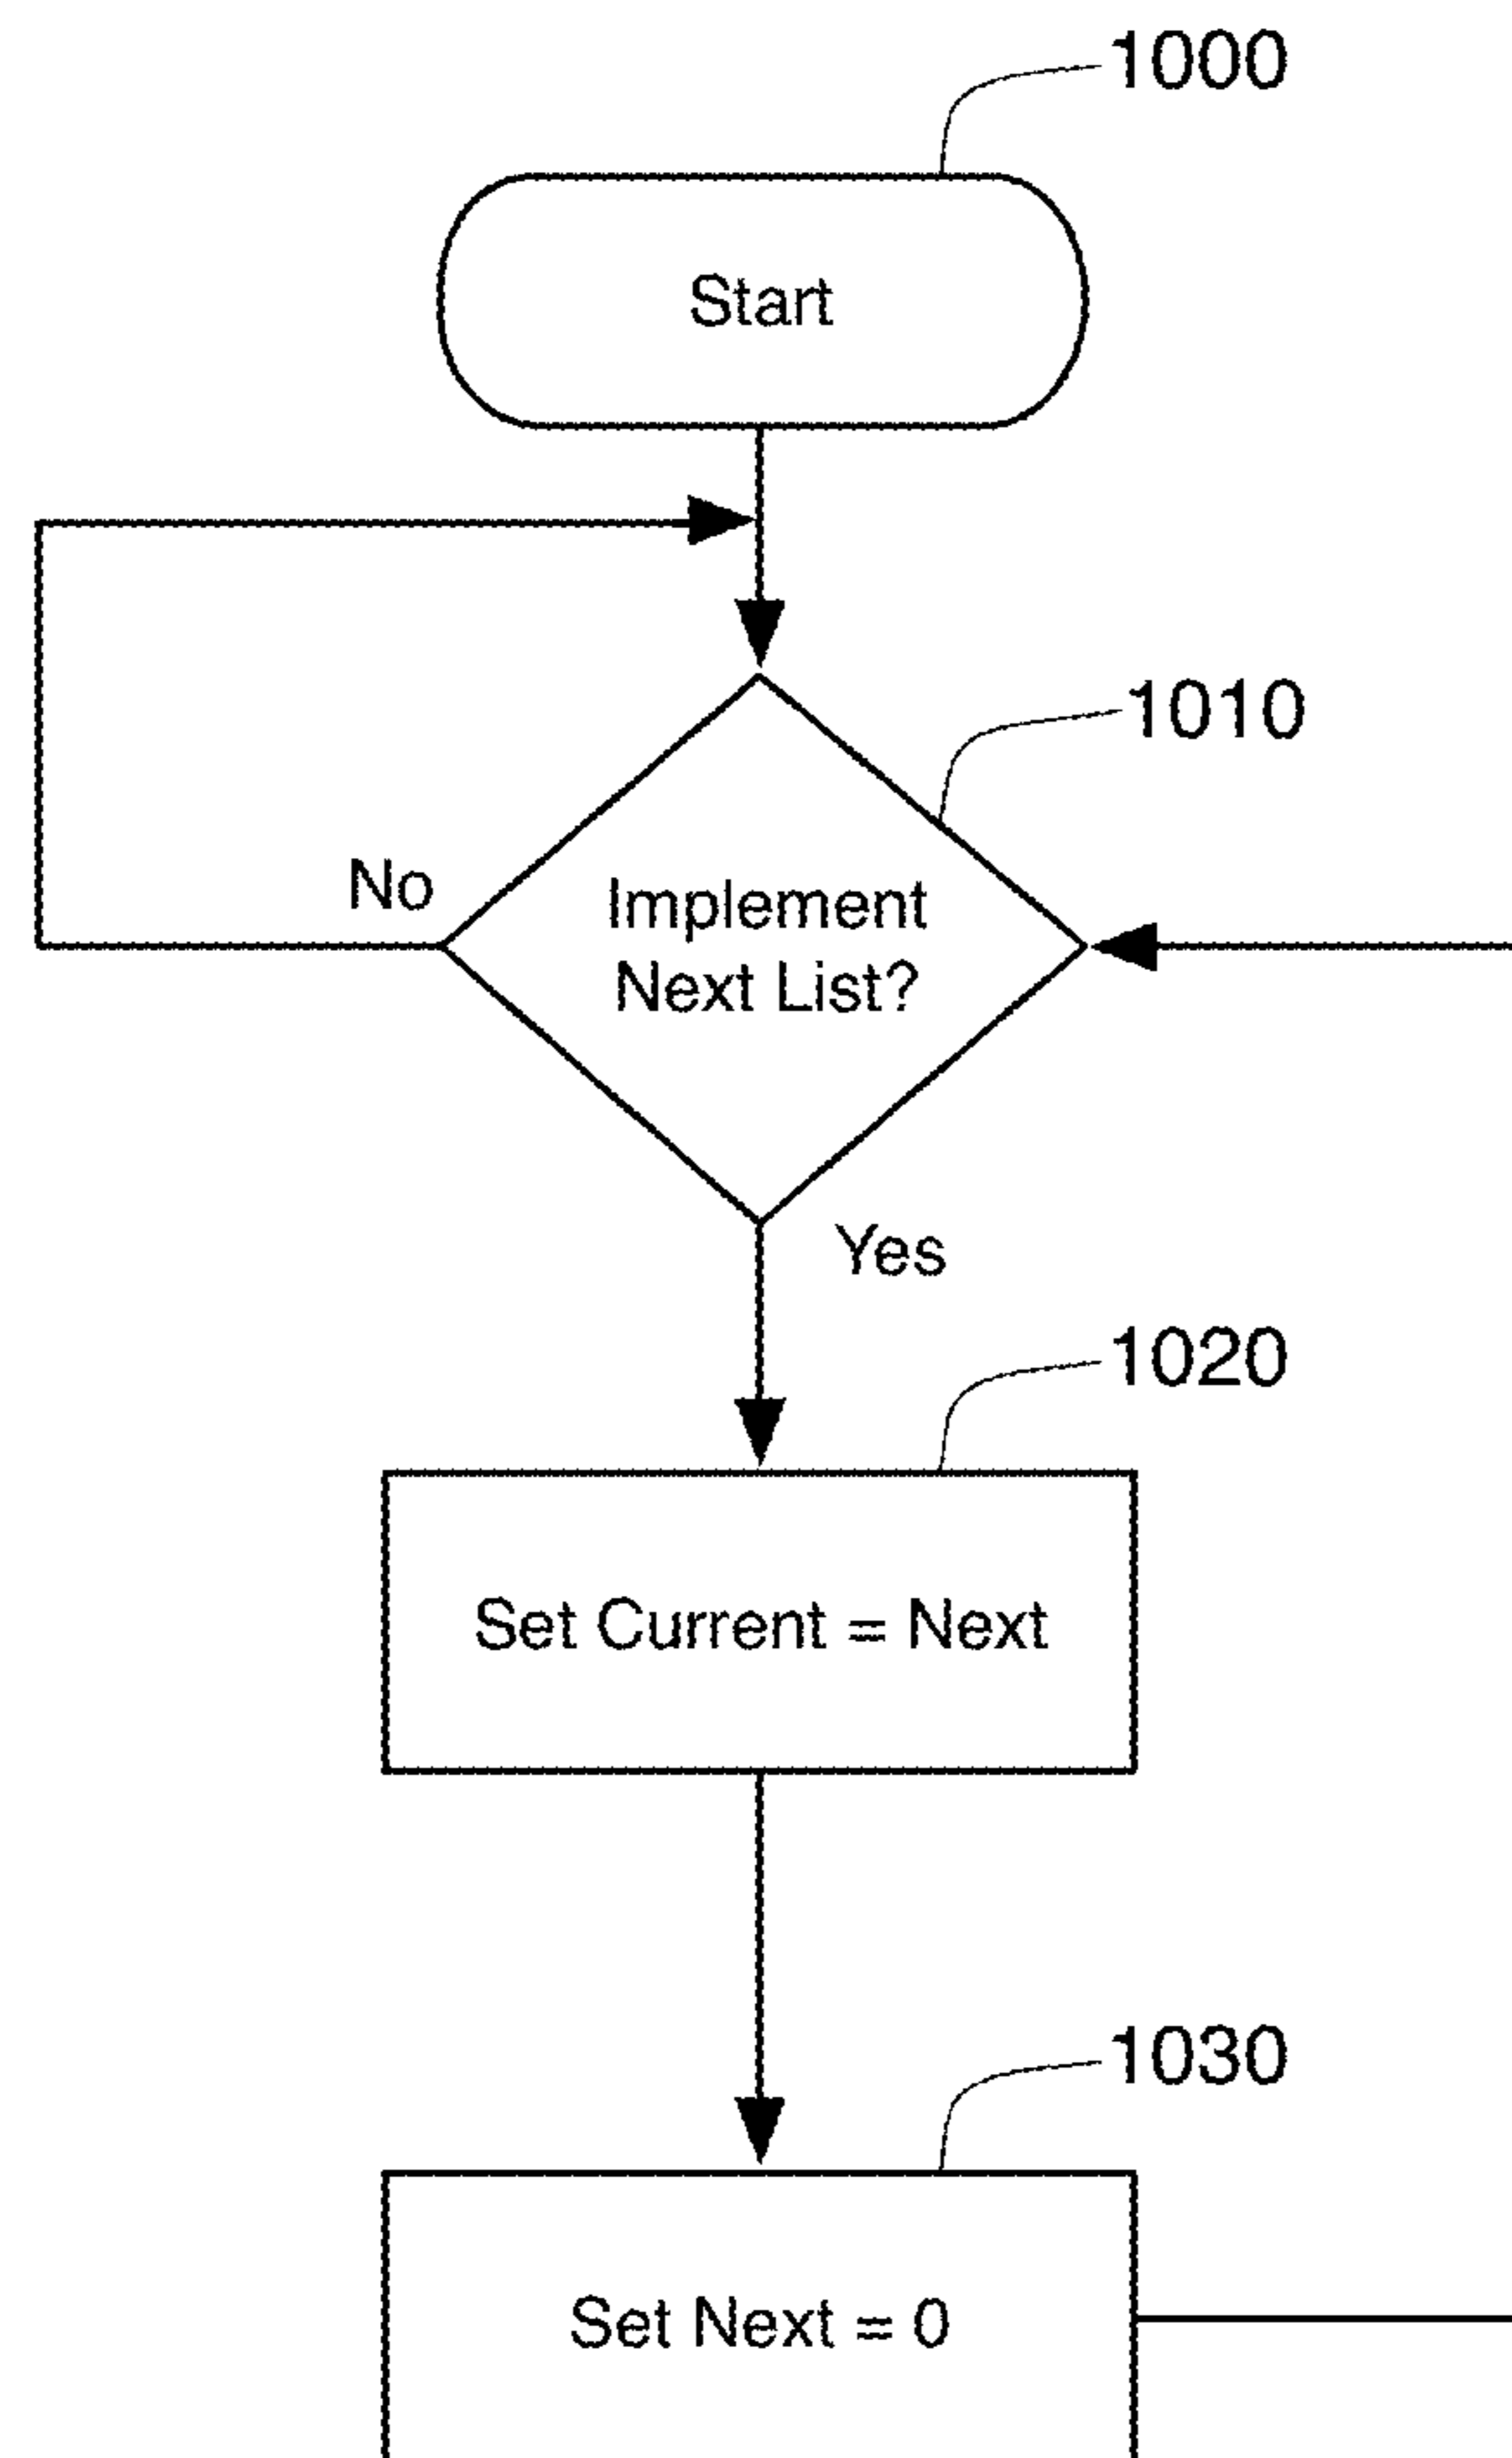 1000
Start
1010
No
Implement
Next List?
Yes
1020
Set Current = Next
1030
Set Next = 0